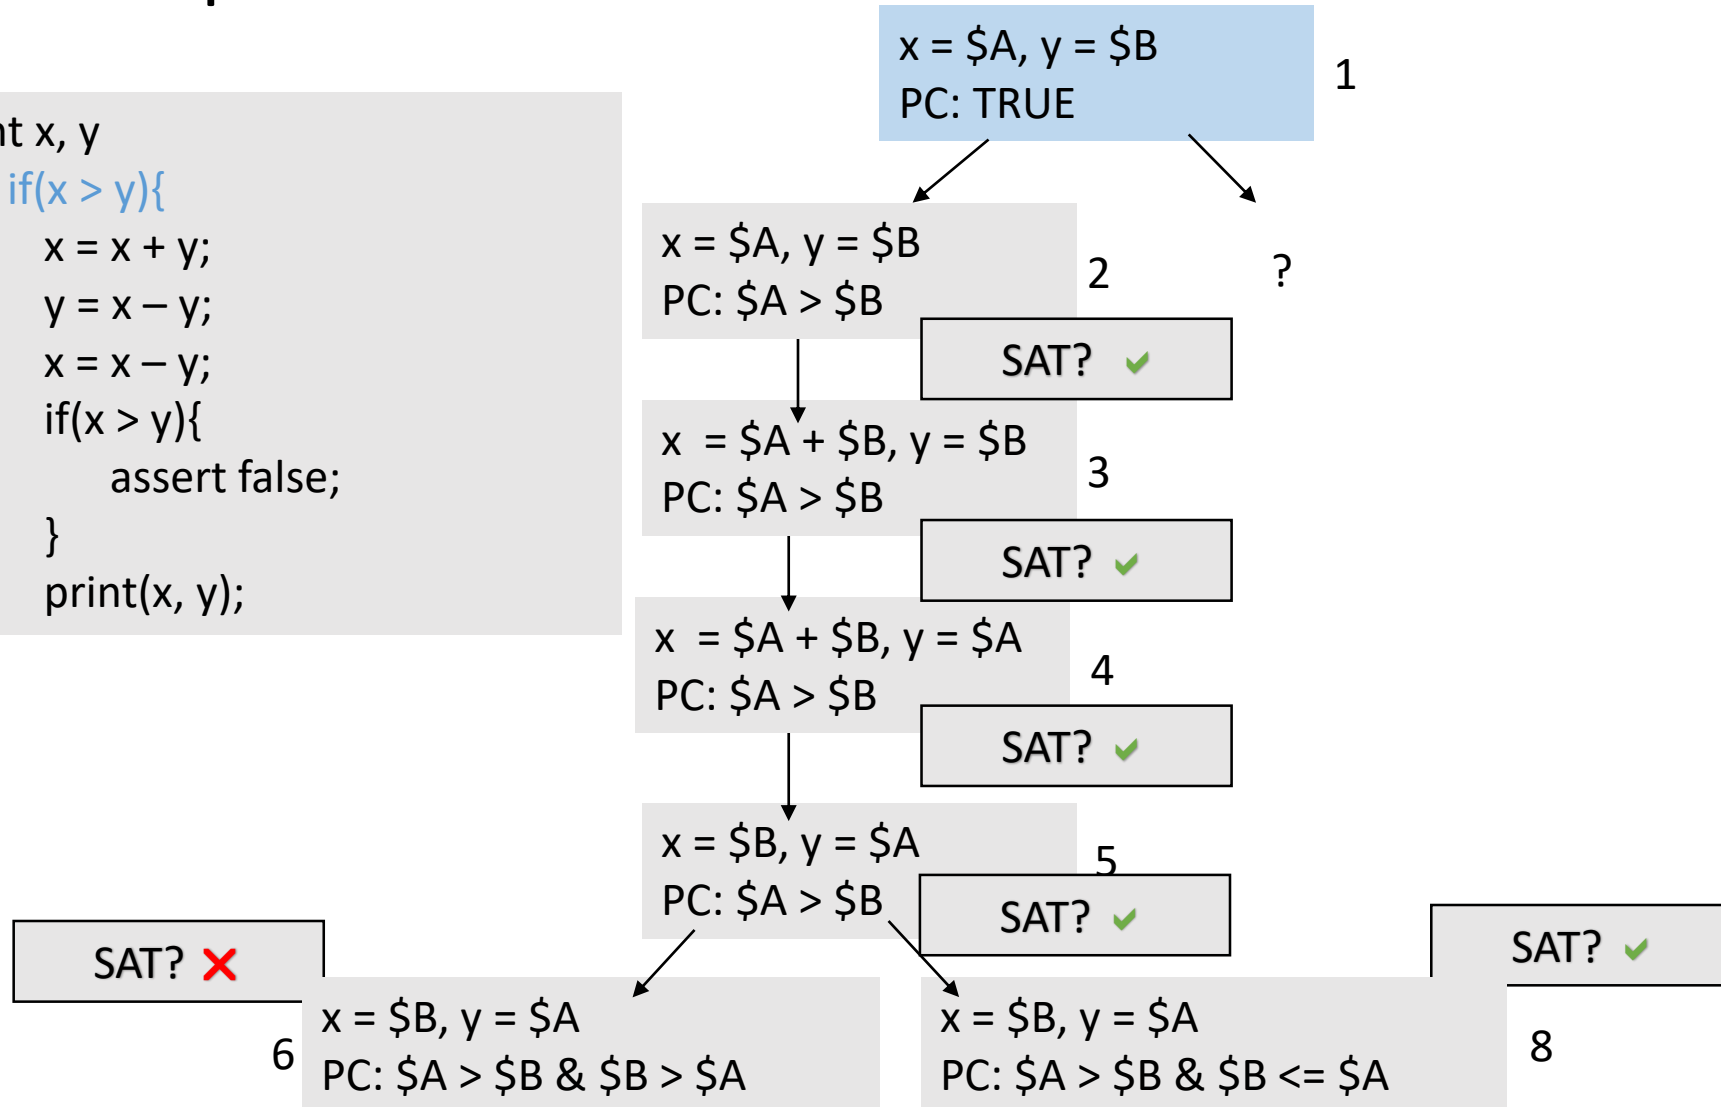 x = $A, y = $B
PC: TRUE
1
x, y
if(x > y){
x = x + y;
y = x – y;
x = x – y;
if(x > y){
assert false;
}
print(x, y);
x = $A, y = $B
PC: $A > $B
2
?
SAT?
x = $A + $B, y = $B
PC: $A > $B
3
SAT?
x = $A + $B, y = $A
PC: $A > $B
4
SAT?
x = $B, y = $A
PC: $A > $B
5
SAT?
SAT?
x = $B, y = $A
PC: $A > $B & $B > $A
6
SAT?
x = $B, y = $A
PC: $A > $B & $B <= $A
8